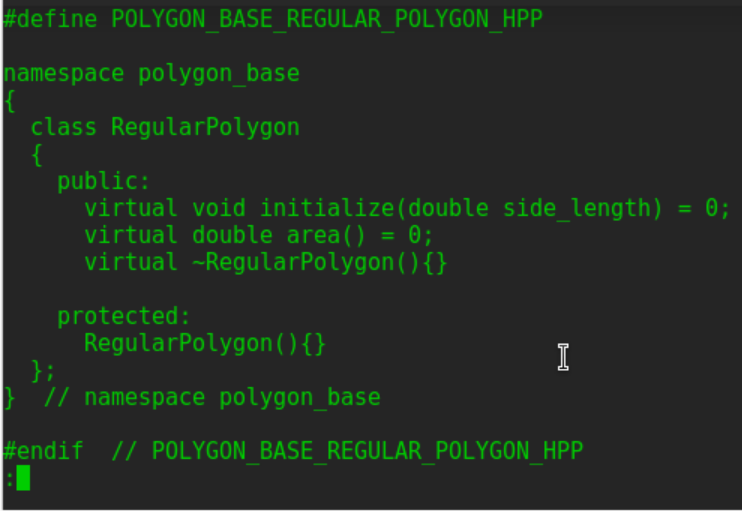 #define POLYGON_BASE_REGULAR_POLYGON_HPP
namespace polygon_base
{
  class RegularPolygon
  {
    public:
      virtual void initialize(double side_length) = 0;
      virtual double area() = 0;
      virtual ~RegularPolygon(){}
    protected:
      RegularPolygon(){}
  };
}  // namespace polygon_base
#endif  // POLYGON_BASE_REGULAR_POLYGON_HPP
: